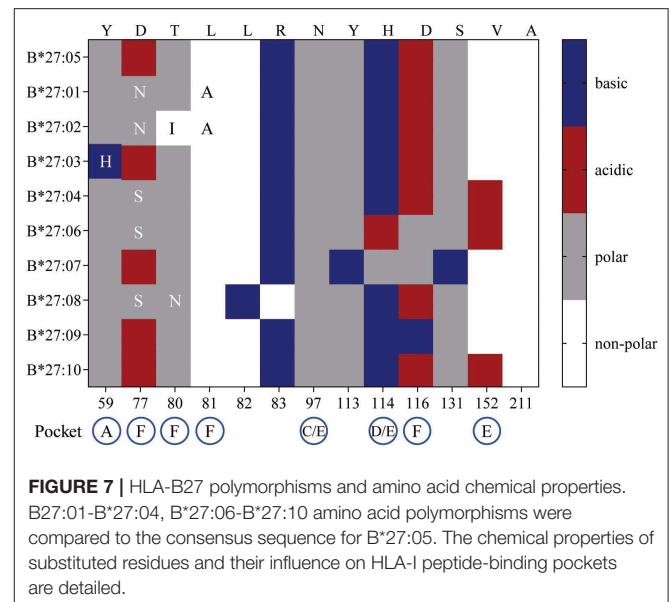 Y D T L L R N Y H D S V A
B*27:05
B*27:01 N A
B*27:02 N I A
B*27:03 H
B*27:04 S
B*27:06 S
B*27:07
B*27:08 S N
B*27:09
B*27:10
basic
acidic
polar
non-polar
59 77 80 81 82 83 97 113 114 116 131 152 211
Pocket A F F F C/E D/E F E
FIGURE 7 | HLA-B27 polymorphisms and amino acid chemical properties.
B27:01-B*27:04, B*27:06-B*27:10 amino acid polymorphisms were
compared to the consensus sequence for B*27:05. The chemical properties of
substituted residues and their influence on HLA-I peptide-binding pockets
are detailed.